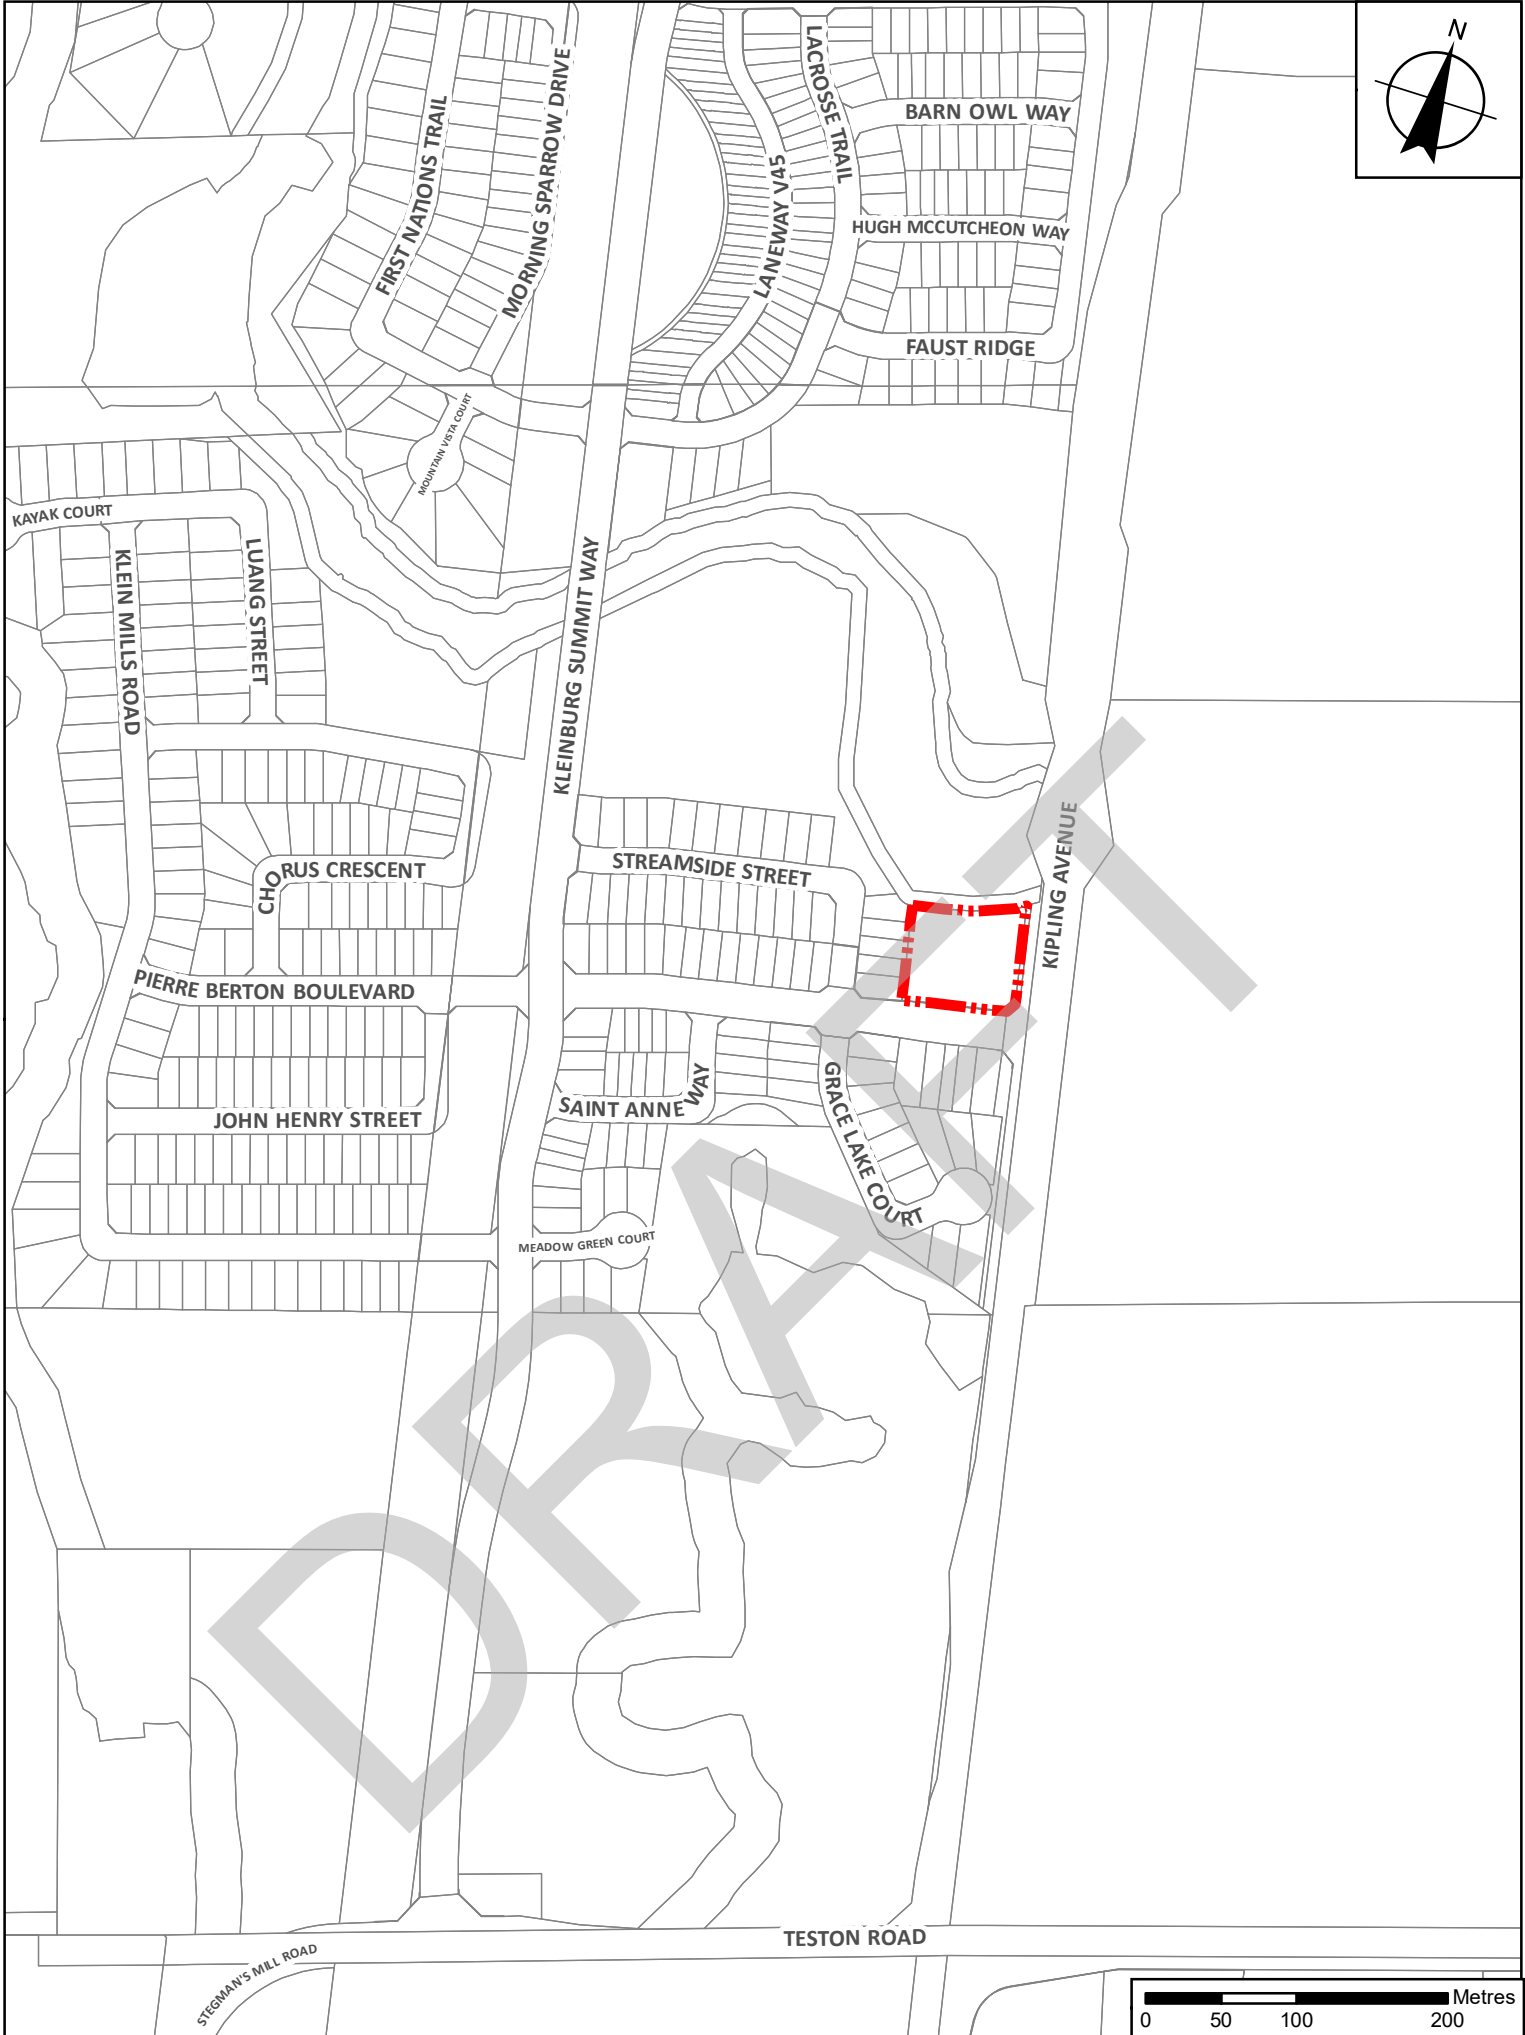 N
LACROSSE TRAIL
MORNING SPARROW DRIVE
FIRST NATIONS TRAIL
BARN OWL WAY
LANEWAY V45
HUGH MCCUTCHEON WAY
FAUST RIDGE
MOUNTAIN VISTA COURT
KAYAK COURT
KLEIN MILLS ROAD
LUANG STREET
KLEINBURG SUMMIT WAY
STREAMSIDE STREET
CHORUS CRESCENT
KIPLING AVENUE
PIERRE BERTON BOULEVARD
GRACE LAKE COURT
SAINT ANNE WAY
JOHN HENRY STREET
MEADOW GREEN COURT
DRAFT
TESTON ROAD
STEGMAN'S MILL ROAD
Metres
0 50 100 200